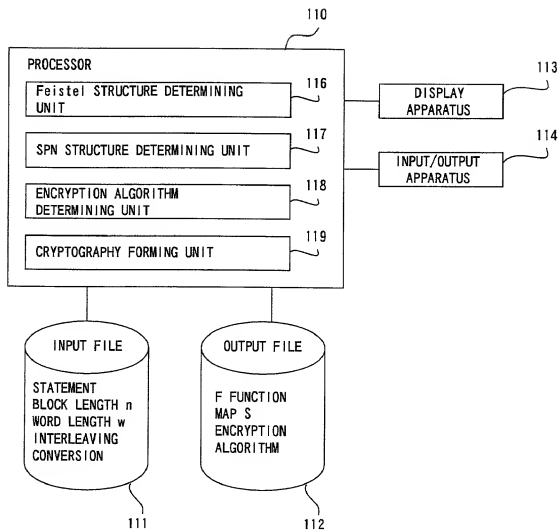 110
PROCESSOR
Feistel STRUCTURE DETERMINING
UNIT
116
SPN STRUCTURE DETERMINING UNIT
117
ENCRYPTION ALGORITHM
DETERMINING UNIT
118
CRYPTOGRAPHY FORMING UNIT
119
DISPLAY
APPARATUS
113
INPUT/OUTPUT
APPARATUS
114
INPUT FILE
STATEMENT
BLOCK LENGTH n
WORD LENGTH w
INTERLEAVING
CONVERSION
111
OUTPUT FILE
F FUNCTION
MAP S
ENCRYPTION
ALGORITHM
112